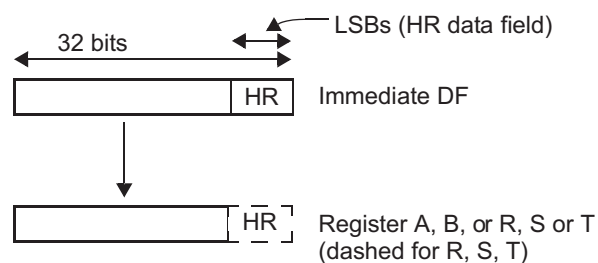 LSBs (HR data field)
32 bits
HR
Immediate DF
HR
Register A, B, or R, S or T
(dashed for R, S, T)